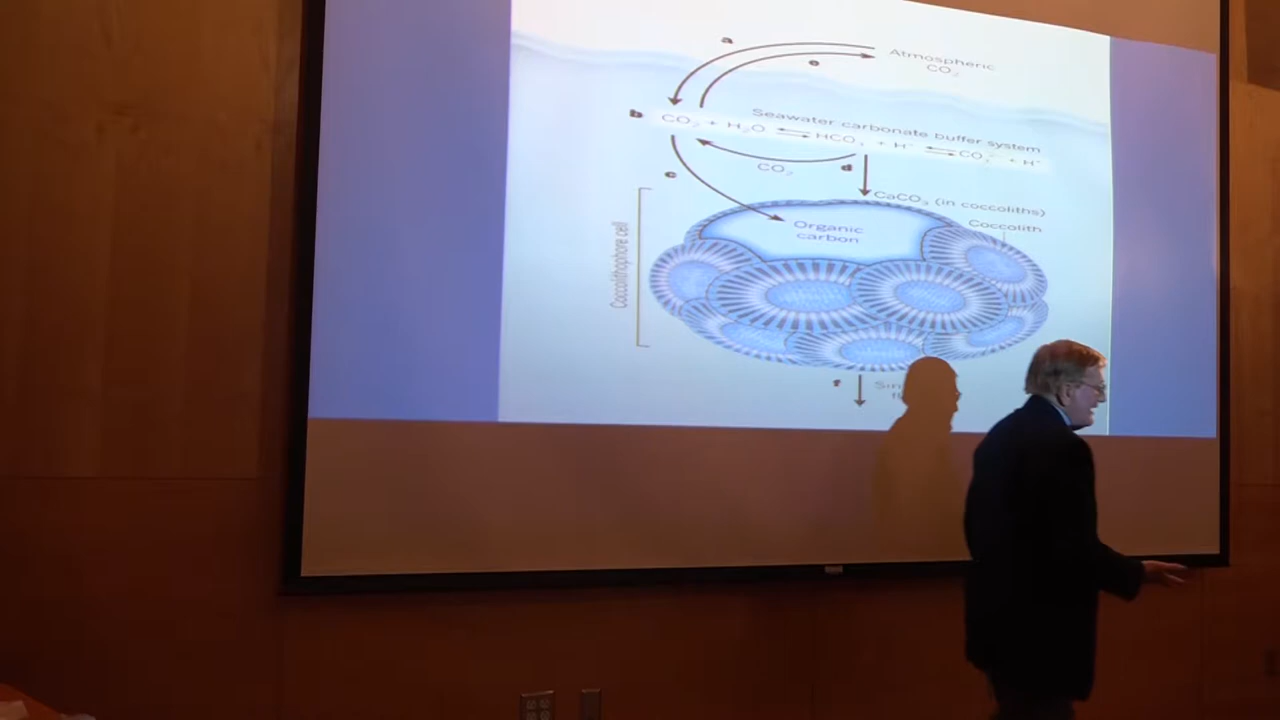 a
Atmospheric
CO₂
e
b
Seawater carbonate buffer system
CO₂ + H₂O ⇌ HCO₃⁻ + H⁺ ⇌ CO₃²⁻ + H⁺
c
CO₂
d
CaCO₃ (in coccoliths)
Coccolith
Organic
carbon
Coccolithophore cell
f